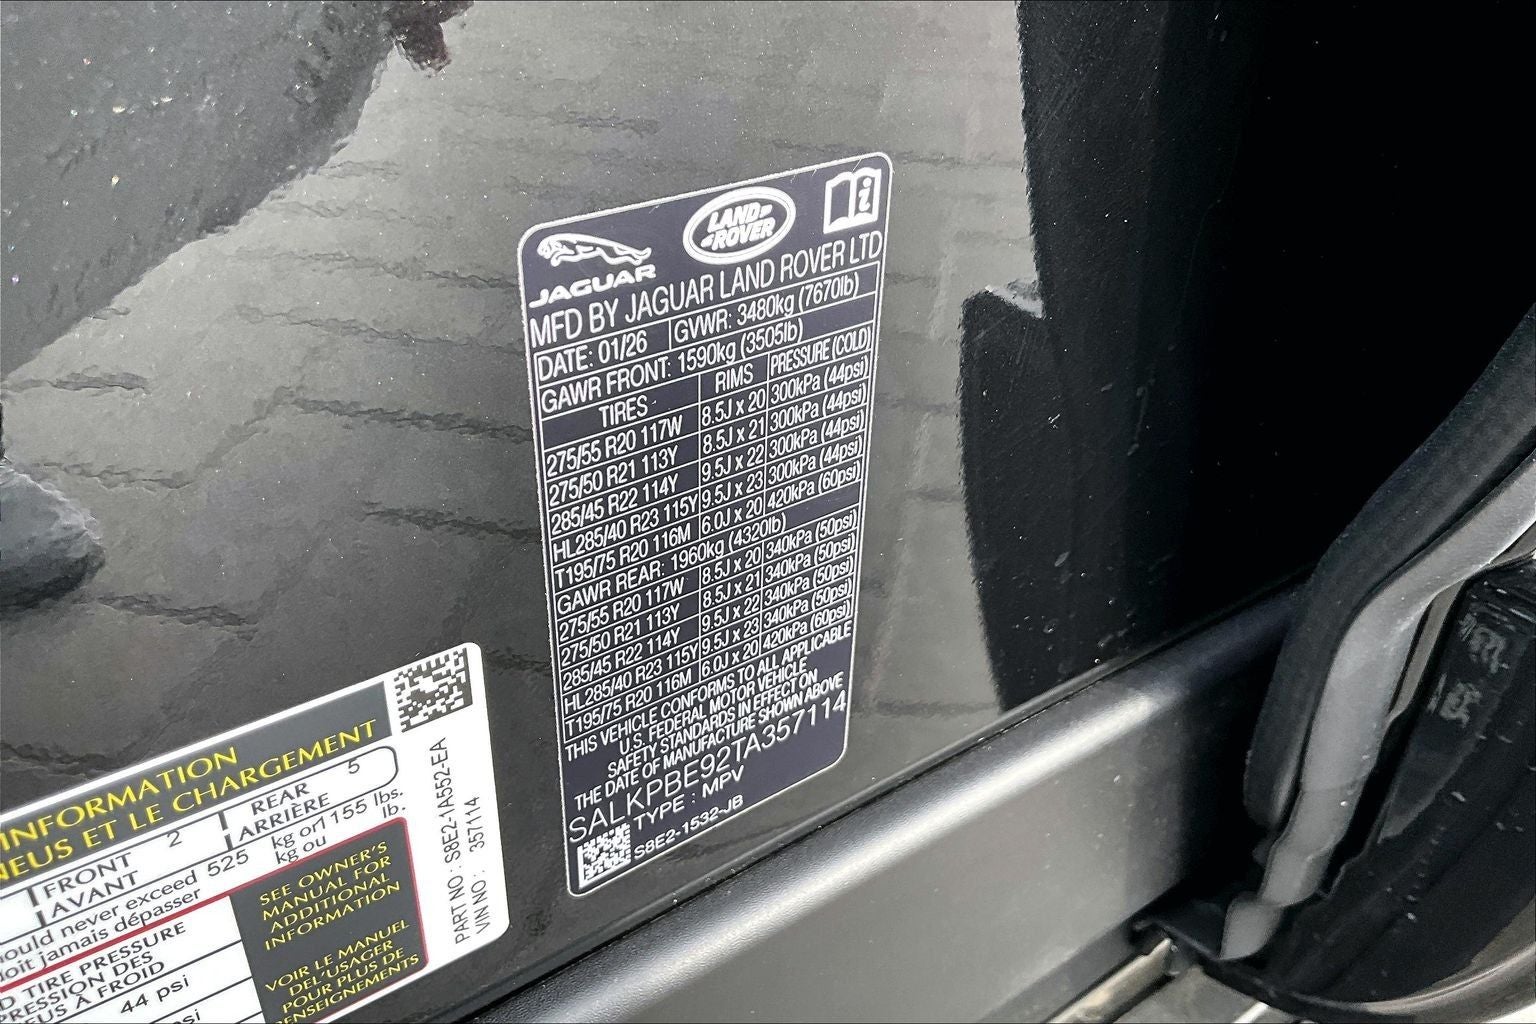 JAGUAR
LAND ROVER
i
MFD BY JAGUAR LAND ROVER LTD
DATE: 01/26 GVWR: 3480kg (7670lb)
GAWR FRONT: 1590kg (3505lb)
TIRES RIMS PRESSURE (COLD)
275/55 R20 117W 8.5J x 20 300kPa (44psi)
275/50 R21 113Y 8.5J x 21 300kPa (44psi)
285/45 R22 114Y 9.5J x 22 300kPa (44psi)
HL285/40 R23 115Y 9.5J x 23 300kPa (44psi)
T195/75 R20 116M 6.0J x 20 420kPa (60psi)
GAWR REAR: 1960kg (4320lb)
275/55 R20 117W 8.5J x 20 340kPa (50psi)
275/50 R21 113Y 8.5J x 21 340kPa (50psi)
285/45 R22 114Y 9.5J x 22 340kPa (50psi)
HL285/40 R23 115Y 9.5J x 23 340kPa (50psi)
T195/75 R20 116M 6.0J x 20 420kPa (60psi)
THIS VEHICLE CONFORMS TO ALL APPLICABLE
U.S. FEDERAL MOTOR VEHICLE
SAFETY STANDARDS IN EFFECT ON
THE DATE OF MANUFACTURE SHOWN ABOVE
SALKPBE92TA357114
TYPE: MPV
S8E2-1532-JB
INFORMATION
NEUS ET LE CHARGEMENT
FRONT 2 REAR 5
AVANT ARRIÈRE
ould never exceed 525 kg or 1155 lbs.
doit jamais dépasser kg ou lb.
D TIRE PRESSURE
PRESSION DES
EUS À FROID
44 psi
psi
SEE OWNER'S
MANUAL FOR
ADDITIONAL
INFORMATION
VOIR LE MANUEL
DE L'USAGER
POUR PLUS DE
RENSEIGNEMENTS
PART NO: S8E2-1A552-EA
VIN NO: 357114